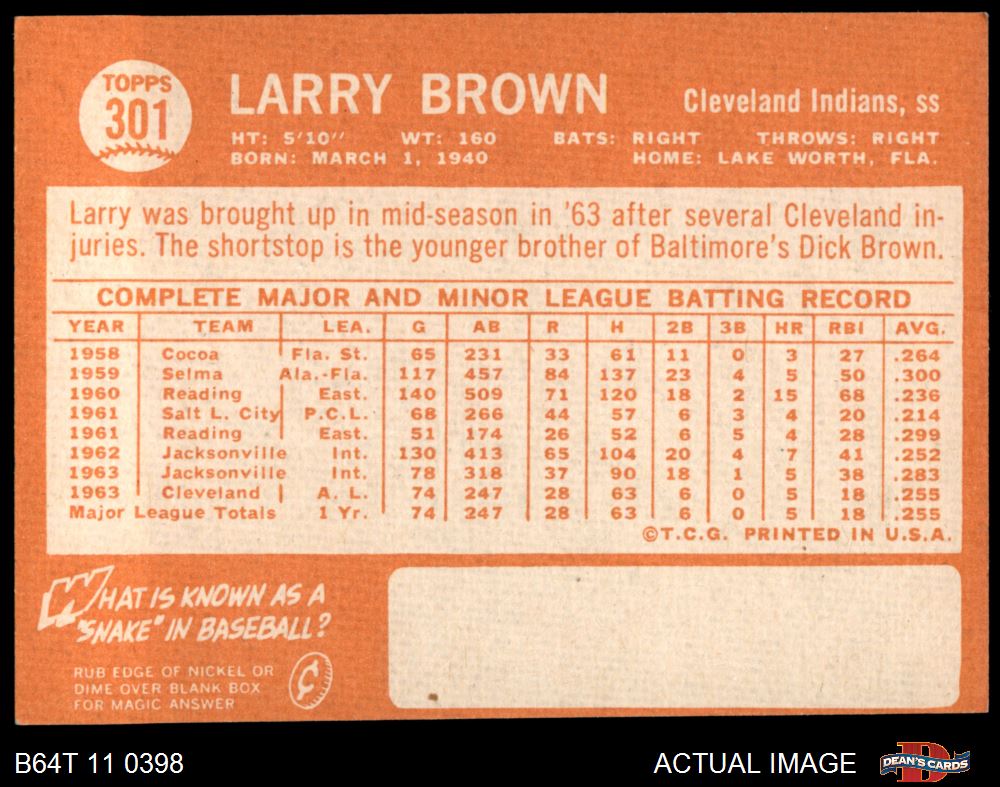 TOPPS
301
LARRY BROWN
Cleveland Indians, ss
HT: 5'10" WT: 160 BATS: RIGHT THROWS: RIGHT
BORN: MARCH 1, 1940 HOME: LAKE WORTH, FLA.
Larry was brought up in mid-season in '63 after several Cleveland in-
juries. The shortstop is the younger brother of Baltimore's Dick Brown.
COMPLETE MAJOR AND MINOR LEAGUE BATTING RECORD
YEAR TEAM LEA. G AB R H 2B 3B HR RBI AVG.
1958 Cocoa Fla. St. 65 231 33 61 11 0 3 27 .264
1959 Selma Ala.-Fla. 117 457 84 137 23 4 5 50 .300
1960 Reading East. 140 509 71 120 18 2 15 68 .236
1961 Salt L. City P.C.L. 68 266 44 57 6 3 4 20 .214
1961 Reading East. 51 174 26 52 6 5 4 28 .299
1962 Jacksonville Int. 130 413 65 104 20 4 7 41 .252
1963 Jacksonville Int. 78 318 37 90 18 1 5 38 .283
1963 Cleveland A. L. 74 247 28 63 6 0 5 18 .255
Major League Totals 1 Yr. 74 247 28 63 6 0 5 18 .255
©T.C.G. PRINTED IN U.S.A.
WHAT IS KNOWN AS A
"SNAKE" IN BASEBALL?
RUB EDGE OF NICKEL OR
DIME OVER BLANK BOX
FOR MAGIC ANSWER
B64T 11 0398
ACTUAL IMAGE
D
DEAN'S CARDS